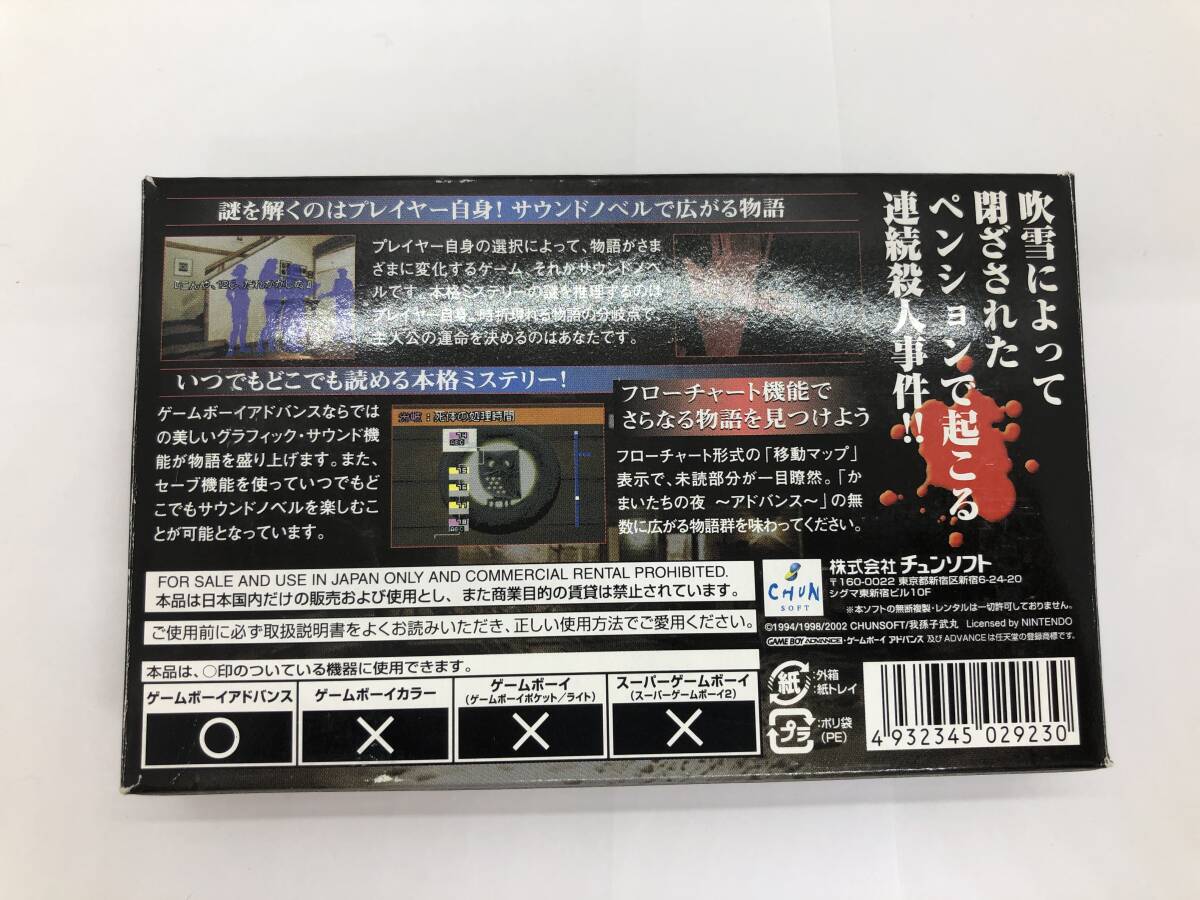 吹雪によって
閉ざされた
ペンションで起こる
連続殺人事件!!
謎を解くのはプレイヤー自身! サウンドノベルで広がる物語
プレイヤー自身の選択によって、物語がさま
ざまに変化するゲーム、それがサウンドノベ
ルです。本格ミステリーの謎を推理するのは
プレイヤー自身。時折現れる物語の分岐点で、
主人公の運命を決めるのはあなたです。
いつでもどこでも読める本格ミステリー!
ゲームボーイアドバンスならでは
の美しいグラフィック・サウンド機
能が物語を盛り上げます。また、
セーブ機能を使っていつでもど
こでもサウンドノベルを楽しむこ
とが可能となっています。
分岐:死体の処理時間
フローチャート機能で
さらなる物語を見つけよう
フローチャート形式の「移動マップ」
表示で、未読部分が一目瞭然。「か
まいたちの夜 ~アドバンス~」の無
数に広がる物語群を味わってください。
FOR SALE AND USE IN JAPAN ONLY AND COMMERCIAL RENTAL PROHIBITED.
本品は日本国内だけの販売および使用とし、また商業目的の賃貸は禁止されています。
ご使用前に必ず取扱説明書をよくお読みいただき、正しい使用方法でご愛用ください。
本品は、○印のついている機器に使用できます。
ゲームボーイアドバンス
○
ゲームボーイカラー
×
ゲームボーイ
(ゲームボーイポケット/ライト)
×
スーパーゲームボーイ
(スーパーゲームボーイ2)
×
CHUN
SOFT
株式会社 チュンソフト
〒160-0022 東京都新宿区新宿6-24-20
シグマ東新宿ビル10F
※本ソフトの無断複製・レンタルは一切許可しておりません。
©1994/1998/2002 CHUNSOFT/我孫子武丸 Licensed by NINTENDO
GAME BOY ADVANCE・ゲームボーイ アドバンス 及び ADVANCE は任天堂の登録商標です。
紙
:外箱
:紙トレイ
プラ
:ポリ袋
(PE)
4 932345 029230